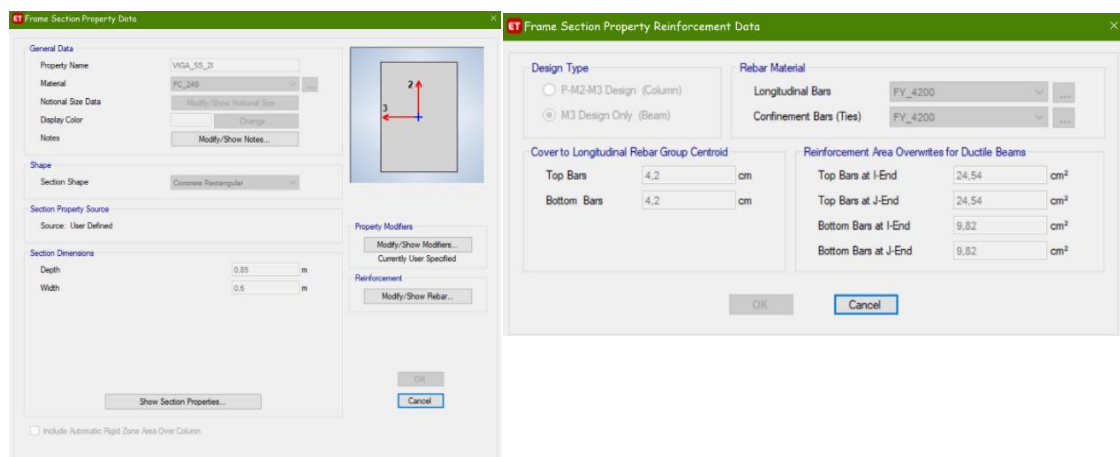 ET Frame Section Property Data
General Data
Property Name VIGA_5S_2I
Material FC_240 ...
Notional Size Data Modify/Show Notional Size...
Display Color Change...
Notes Modify/Show Notes...
2
3
Shape
Section Shape Concrete Rectangular
Section Property Source
Source: User Defined
Property Modifiers
Modify/Show Modifiers...
Currently User Specified
Section Dimensions
Depth 0,85 m
Width 0,6 m
Reinforcement
Modify/Show Rebar...
OK
Show Section Properties... Cancel
Include Automatic Rigid Zone Area Over Column
ET Frame Section Property Reinforcement Data
Design Type
P-M2-M3 Design (Column)
M3 Design Only (Beam)
Rebar Material
Longitudinal Bars FY_4200 ...
Confinement Bars (Ties) FY_4200 ...
Cover to Longitudinal Rebar Group Centroid
Top Bars 4,2 cm
Bottom Bars 4,2 cm
Reinforcement Area Overwrites for Ductile Beams
Top Bars at I-End 24,54 cm²
Top Bars at J-End 24,54 cm²
Bottom Bars at I-End 9,82 cm²
Bottom Bars at J-End 9,82 cm²
OK Cancel